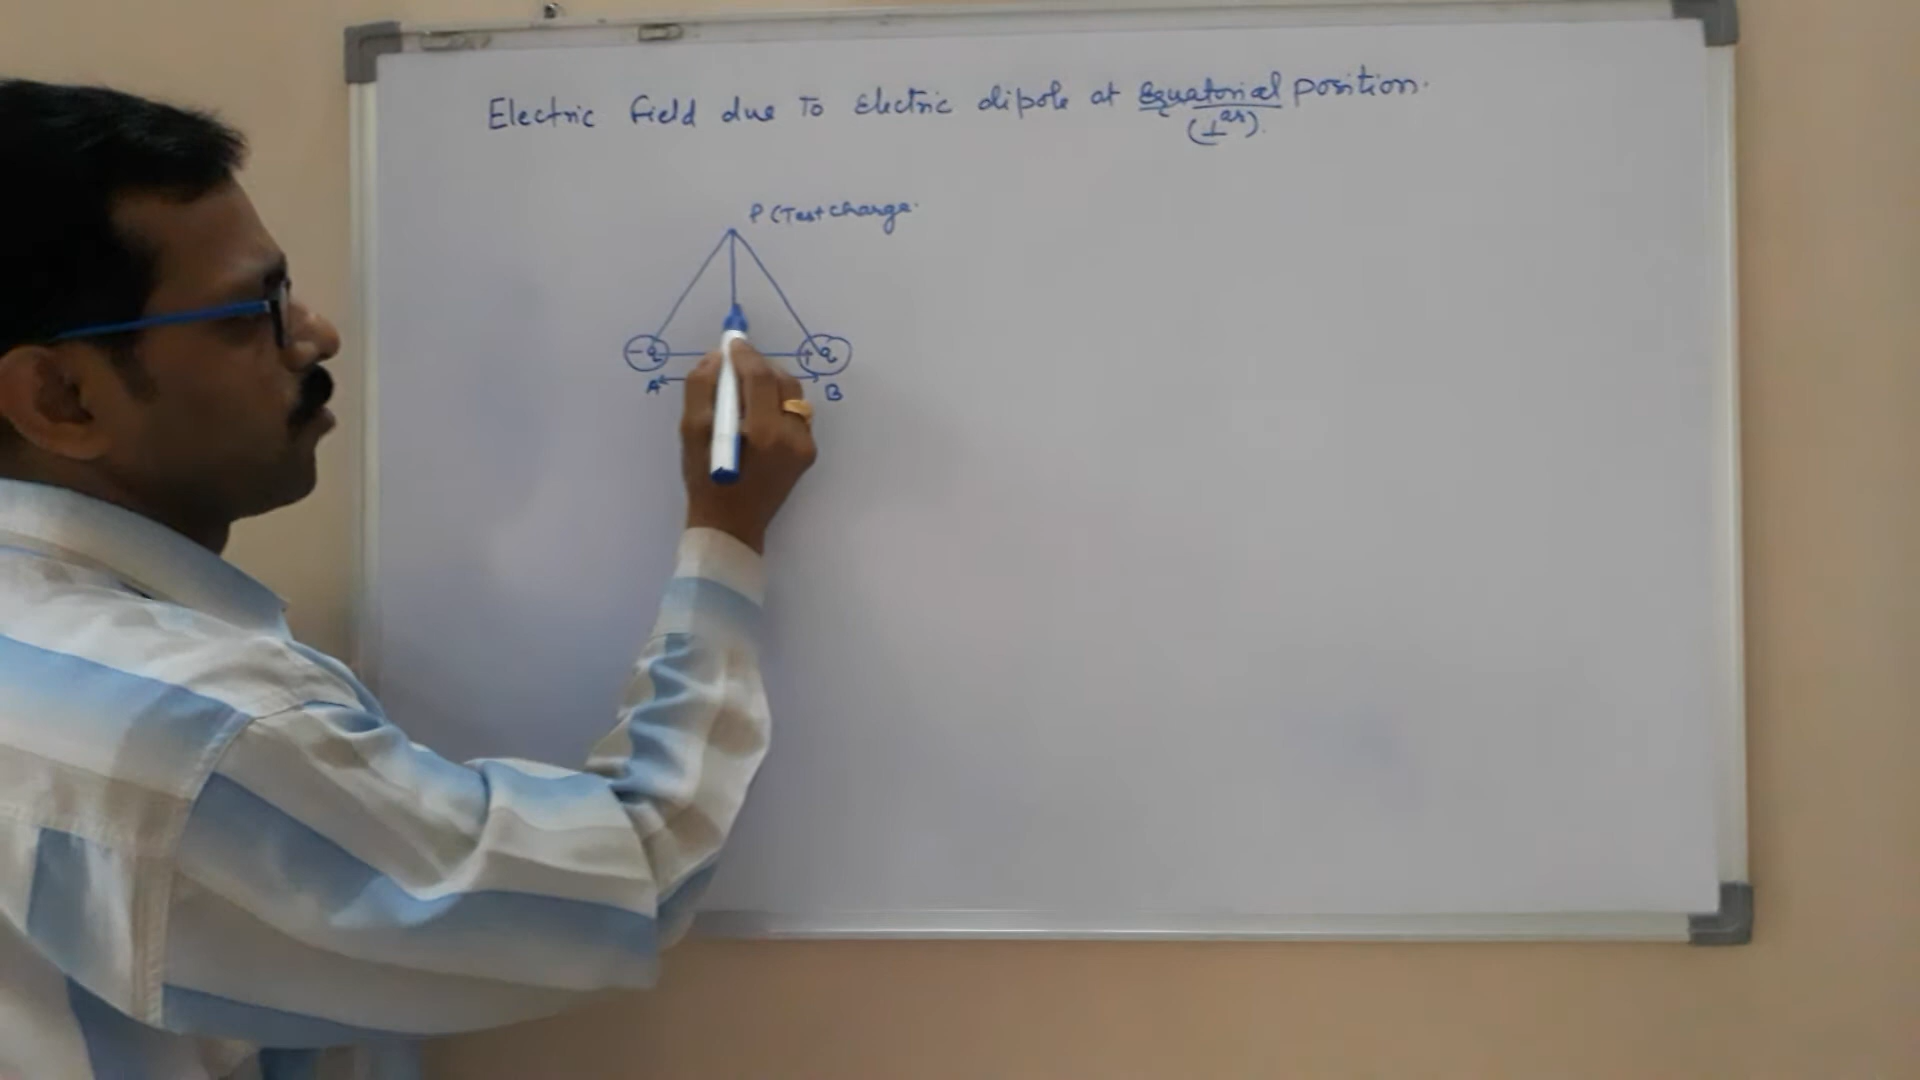 Electric field due to electric dipole at Equatorial position.
(⊥ar).
P (Test charge.
-q +q
A B